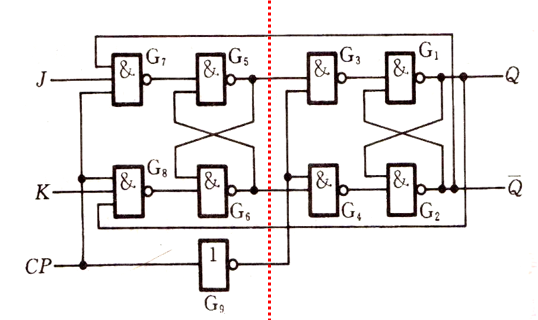 G₇ G₅ G₃ G₁
J & & & & Q
K & & & & Q̄
G₈ G₆ G₄ G₂
CP 1
G₉